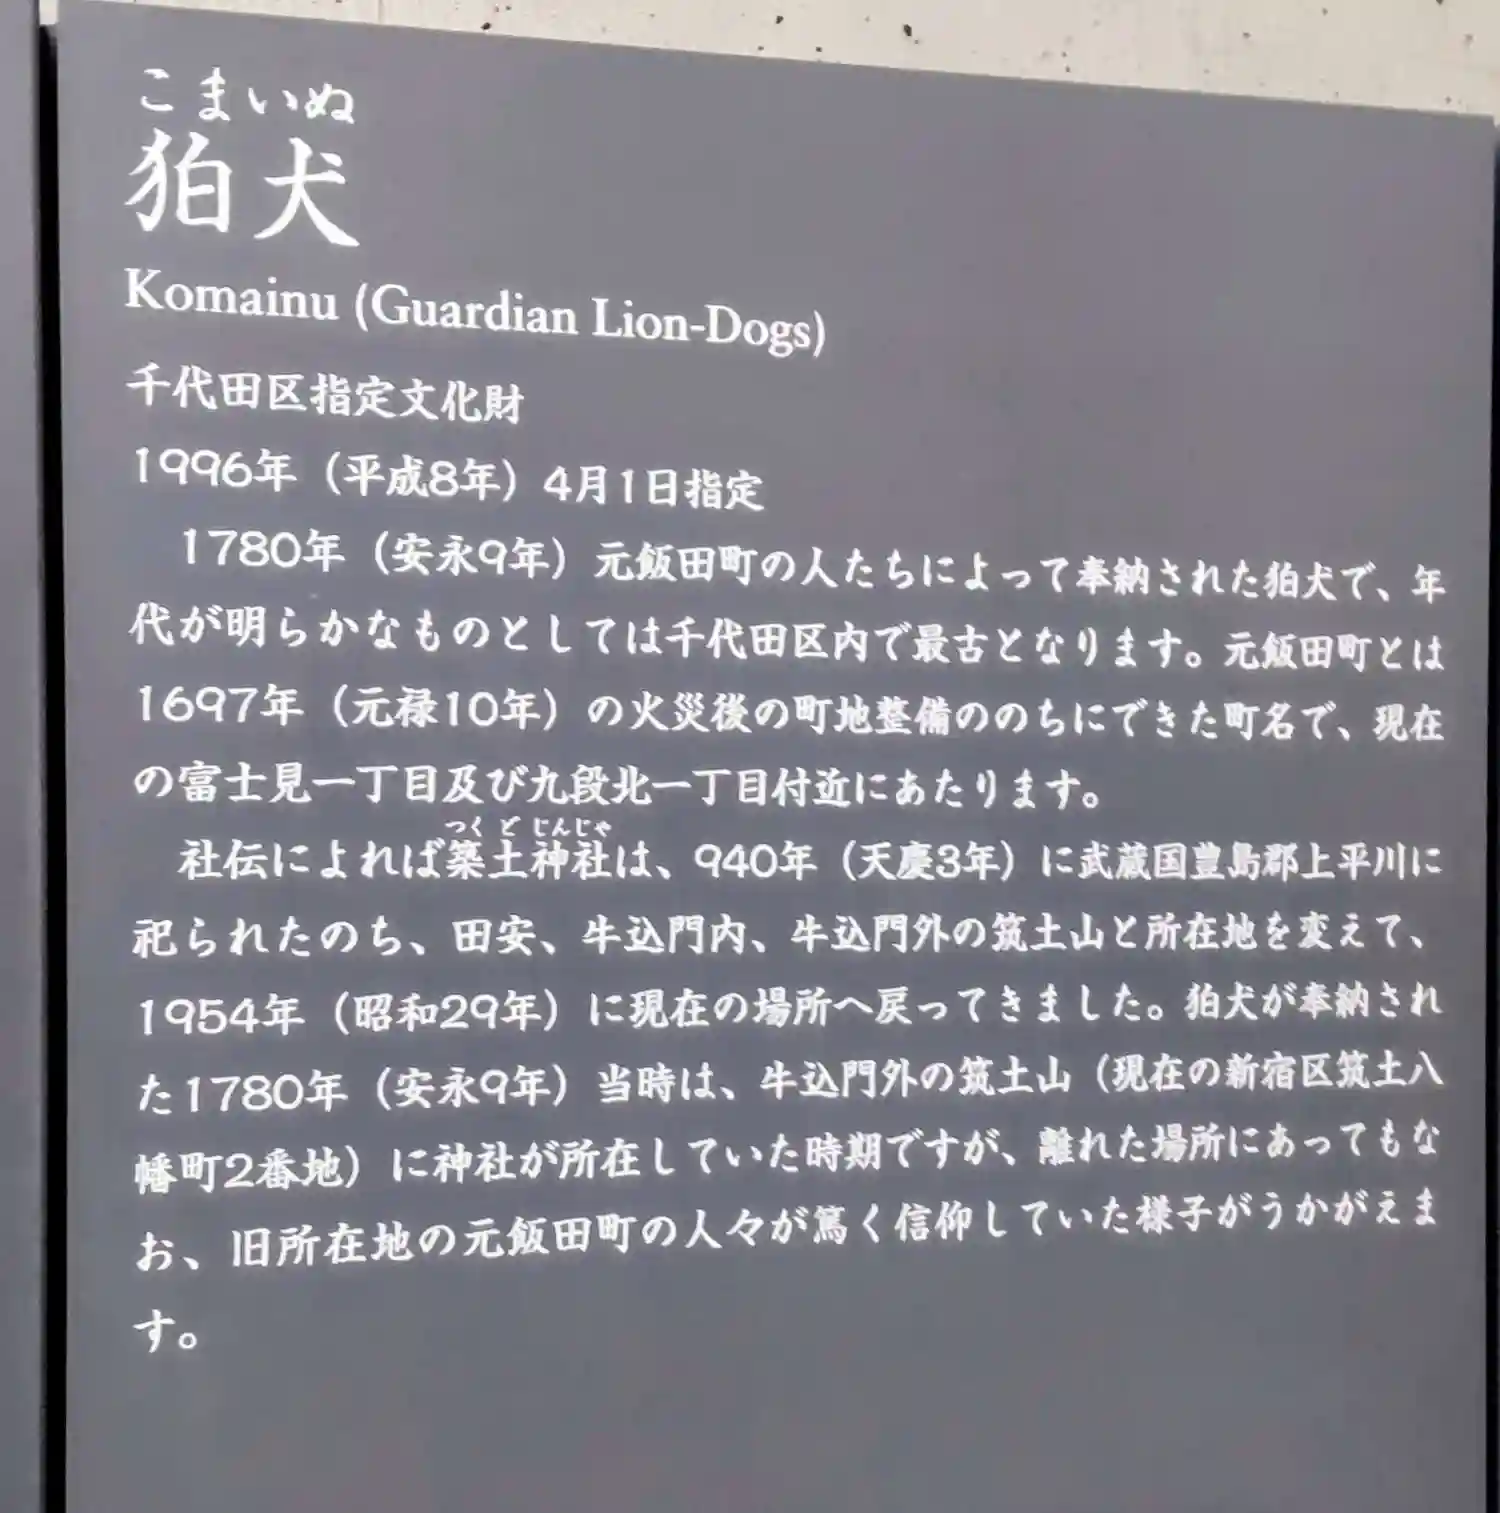 こまいぬ
狛犬
Komainu (Guardian Lion-Dogs)
千代田区指定文化財
1996年（平成8年）4月1日指定
　1780年（安永9年）元飯田町の人たちによって奉納された狛犬で、年
代が明らかなものとしては千代田区内で最古となります。元飯田町とは
1697年（元禄10年）の火災後の町地整備ののちにできた町名で、現在
の富士見一丁目及び九段北一丁目付近にあたります。
つくどじんじゃ
　社伝によれば築土神社は、940年（天慶3年）に武蔵国豊島郡上平川に
祀られたのち、田安、牛込門内、牛込門外の筑土山と所在地を変えて、
1954年（昭和29年）に現在の場所へ戻ってきました。狛犬が奉納され
た1780年（安永9年）当時は、牛込門外の筑土山（現在の新宿区筑土八
幡町2番地）に神社が所在していた時期ですが、離れた場所にあってもな
お、旧所在地の元飯田町の人々が篤く信仰していた様子がうかがえま
す。